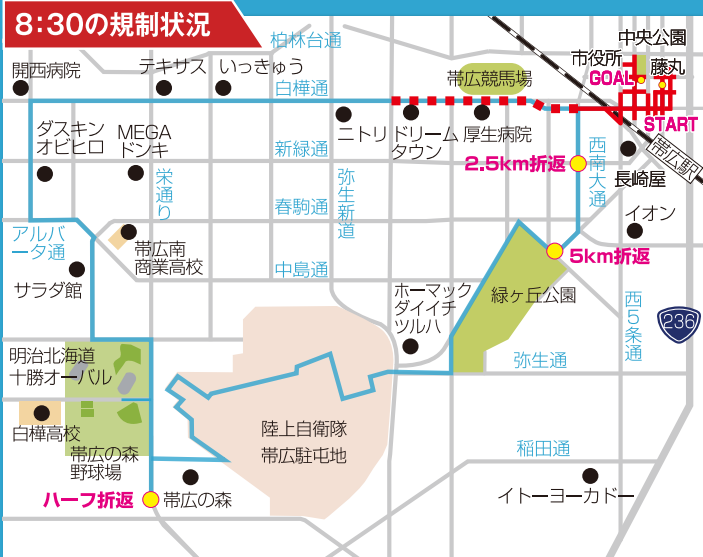 8:30の規制状況
柏林台通
中央公園
市役所
藤丸
GOAL
START
開西病院
テキサス
いっきゅう
白樺通
帯広競馬場
ダスキン
オビヒロ
MEGA
ドンキ
ニトリ
ドリーム
タウン
厚生病院
新緑通
2.5km折返
西南大通
長崎屋
帯広駅
栄通り
弥生新道
春駒通
イオン
アルバ
ータ通
帯広南
商業高校
中島通
5km折返
サラダ館
ホーマック
ダイイチ
ツルハ
緑ヶ丘公園
西5条通
236
明治北海道
十勝オーバル
弥生通
白樺高校
陸上自衛隊
帯広駐屯地
帯広の森
野球場
稲田通
ハーフ折返
帯広の森
イトーヨーカドー